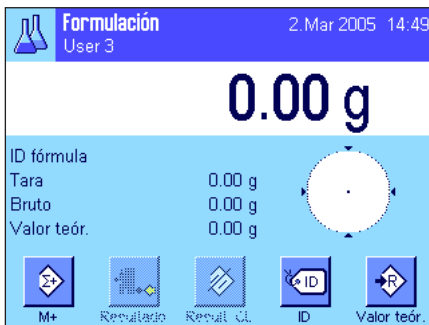 Formulación 2.Mar 2005 14:49
User 3
0.00 g
ID fórmula
Tara 0.00 g
Bruto 0.00 g
Valor teór. 0.00 g
Σ+ ID R
M+ Resultado Result. CL ID Valor teór.